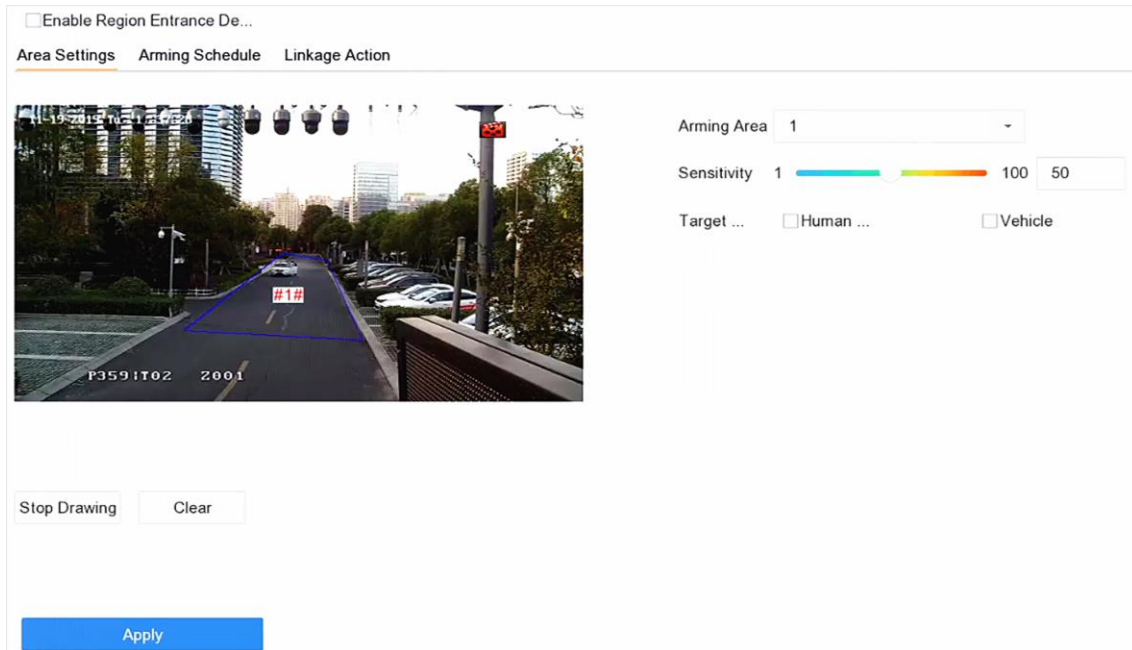 Enable Region Entrance De...
Area Settings Arming Schedule Linkage Action
Arming Area 1
Sensitivity 1 100 50
Target ... Human ... Vehicle
#1#
P359 T02 Z001
Stop Drawing Clear
Apply